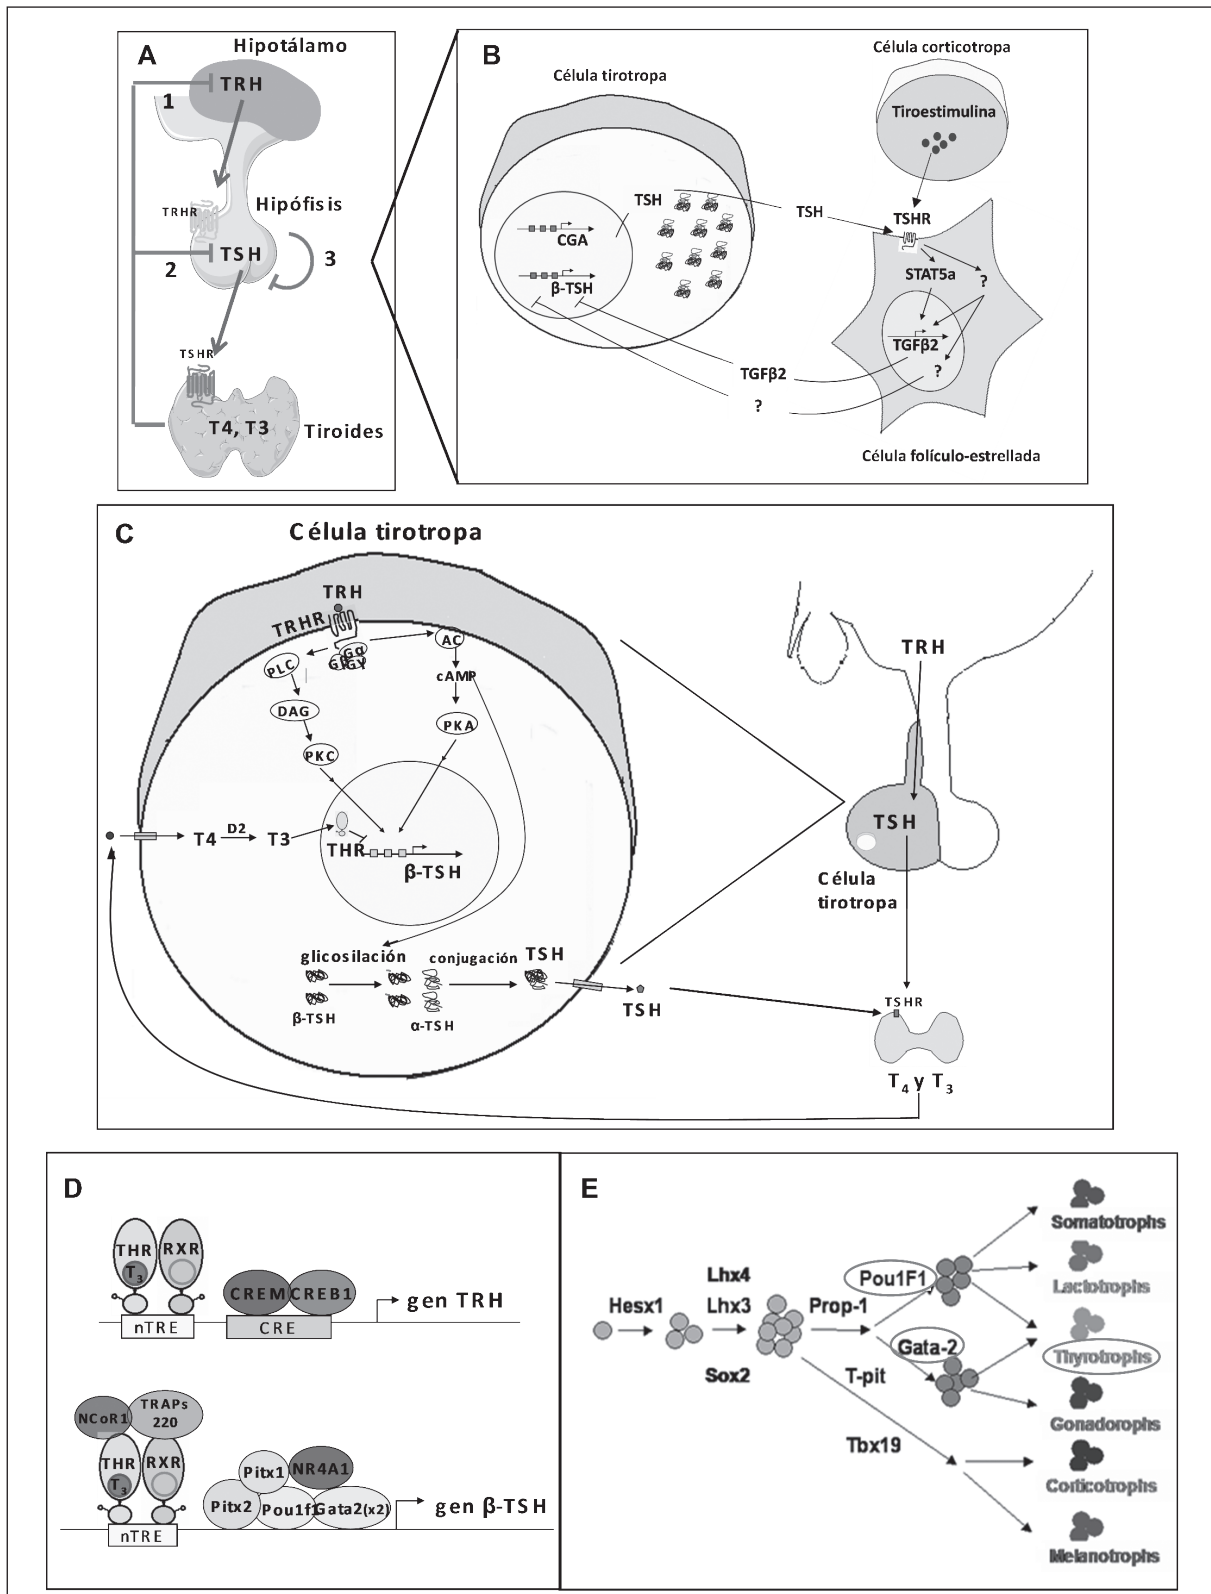 A
Hipotálamo
TRH
1
TRHR
Hipófisis
TSH
2
3
TSHR
T4, T3
Tiroides
B
Célula tirotropa
Célula corticotropa
Tiroestimulina
TSH
TSH
TSHR
CGA
β-TSH
STAT5a
?
TGFβ2
?
TGFβ2
?
Célula folículo-estrellada
C
Célula tirotropa
TRH
TRHR
Gα
Gβ
Gγ
AC
PLC
cAMP
DAG
PKA
PKC
T4
D2
T3
THR
β-TSH
glicosilación
conjugación
TSH
β-TSH
α-TSH
TSH
TRH
TSH
Célula
tirotropa
TSHR
T4 y T3
D
THR
RXR
T3
CREM
CREB1
gen TRH
nTRE
CRE
NCoR1
TRAPs
220
THR
RXR
T3
Pitx1
NR4A1
Pitx2
Pou1f1
Gata2(x2)
gen β-TSH
nTRE
E
Somatotrophs
Pou1F1
Lhx4
Lactotrophs
Hesx1
Lhx3
Prop-1
Gata-2
Thyrotrophs
Sox2
T-pit
Gonadorophs
Tbx19
Corticotrophs
Melanotrophs